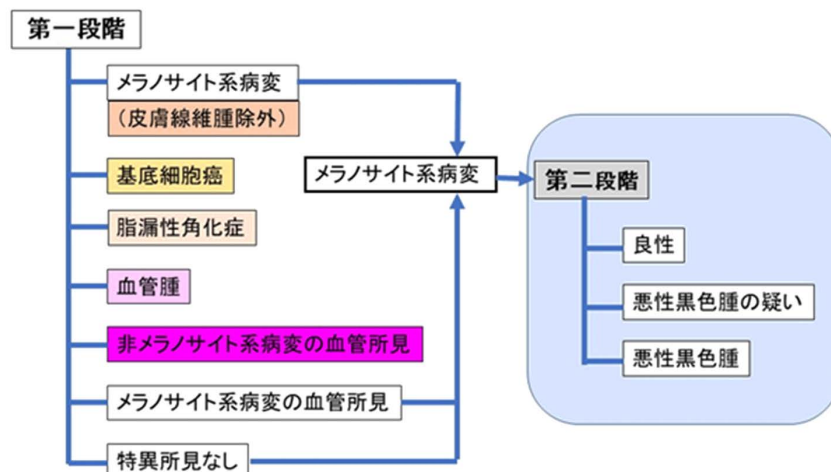 第一段階
メラノサイト系病変
（皮膚線維腫除外）
基底細胞癌
脂漏性角化症
血管腫
非メラノサイト系病変の血管所見
メラノサイト系病変の血管所見
特異所見なし
メラノサイト系病変
第二段階
良性
悪性黒色腫の疑い
悪性黒色腫